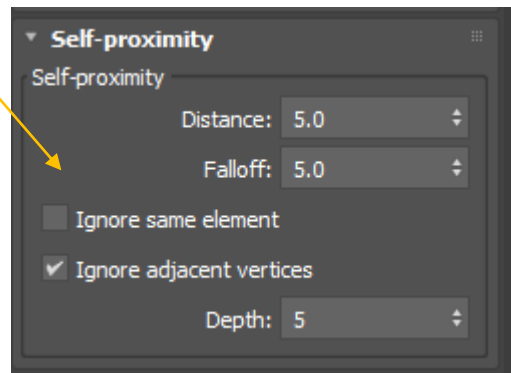 Self-proximity
Self-proximity
Distance: 5.0
Falloff: 5.0
Ignore same element
Ignore adjacent vertices
Depth: 5